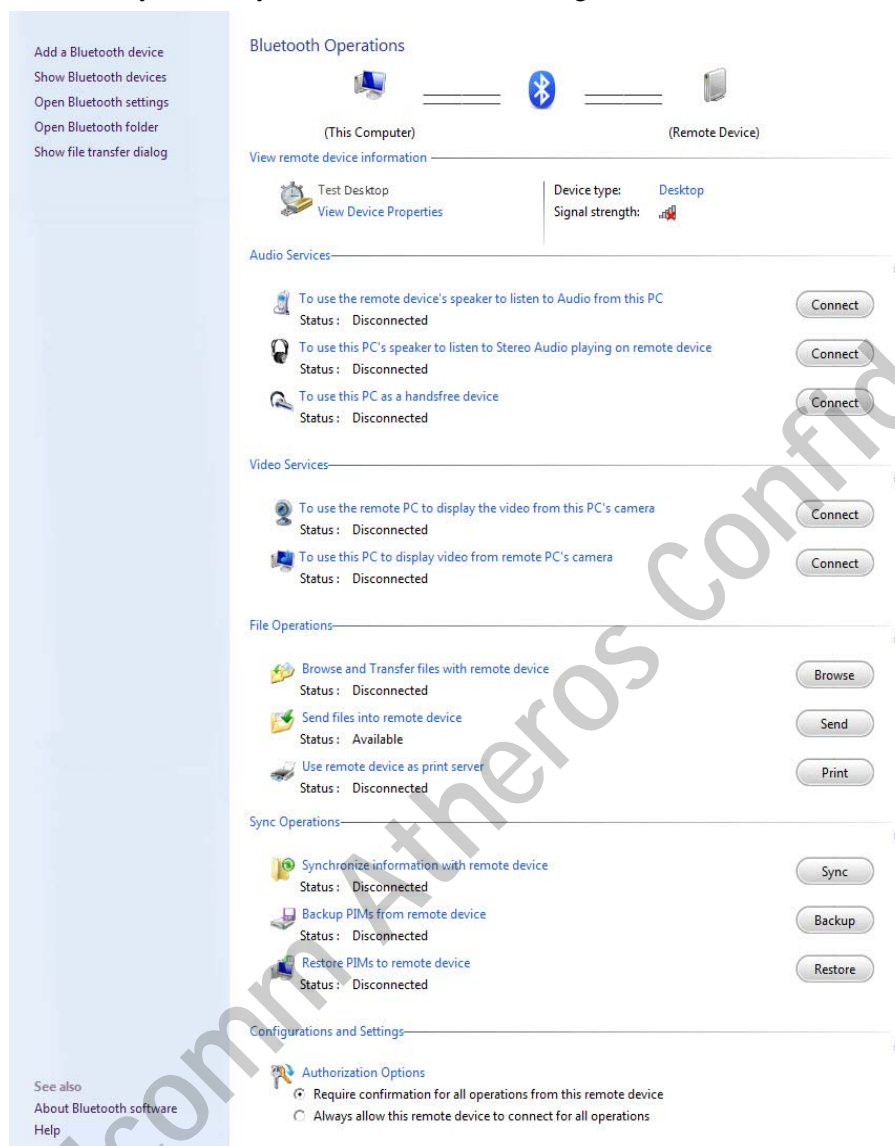 Add a Bluetooth device
Show Bluetooth devices
Open Bluetooth settings
Open Bluetooth folder
Show file transfer dialog
Bluetooth Operations
(This Computer)
(Remote Device)
View remote device information
Test Desktop
View Device Properties
Device type: Desktop
Signal strength:
Audio Services
To use the remote device's speaker to listen to Audio from this PC
Status : Disconnected
Connect
To use this PC's speaker to listen to Stereo Audio playing on remote device
Status : Disconnected
Connect
To use this PC as a handsfree device
Status : Disconnected
Connect
Video Services
To use the remote PC to display the video from this PC's camera
Status : Disconnected
Connect
To use this PC to display video from remote PC's camera
Status : Disconnected
Connect
File Operations
Browse and Transfer files with remote device
Status : Disconnected
Browse
Send files into remote device
Status : Available
Send
Use remote device as print server
Status : Disconnected
Print
Sync Operations
Synchronize information with remote device
Status : Disconnected
Sync
Backup PIMs from remote device
Status : Disconnected
Backup
Restore PIMs to remote device
Status : Disconnected
Restore
Configurations and Settings
Authorization Options
Require confirmation for all operations from this remote device
Always allow this remote device to connect for all operations
See also
About Bluetooth software
Help
lcomm Atheros Confid